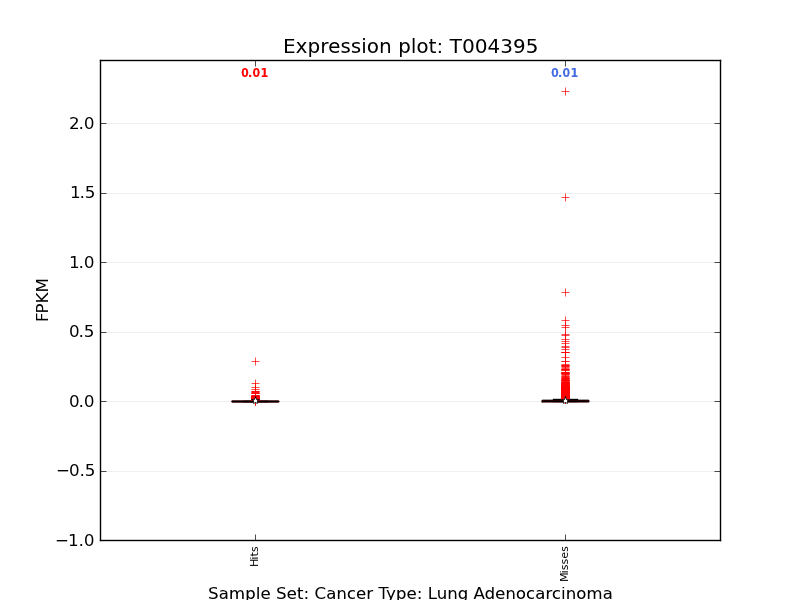 Expression plot: T004395
0.01
0.01
2.0
1.5
1.0
0.5
0.0
−0.5
−1.0
FPKM
Hits
Misses
Sample Set: Cancer Type: Lung Adenocarcinoma